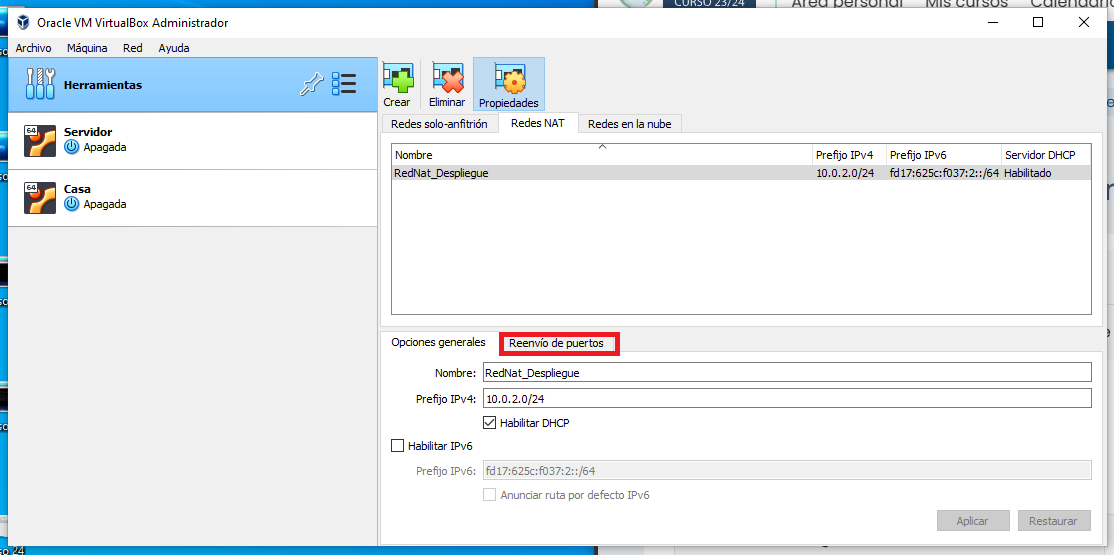 CURSO 23/24 Área personal Mis cursos Calendario
Oracle VM VirtualBox Administrador
Archivo Máquina Red Ayuda
Herramientas
Crear Eliminar Propiedades
Redes solo-anfitrión Redes NAT Redes en la nube
64 Servidor
Apagada
64 Casa
Apagada
Nombre Prefijo IPv4 Prefijo IPv6 Servidor DHCP
RedNat_Despliegue 10.0.2.0/24 fd17:625c:f037:2::/64 Habilitado
Opciones generales Reenvío de puertos
Nombre: RedNat_Despliegue
Prefijo IPv4: 10.0.2.0/24
Habilitar DHCP
Habilitar IPv6
Prefijo IPv6: fd17:625c:f037:2::/64
Anunciar ruta por defecto IPv6
Aplicar Restaurar
so 24